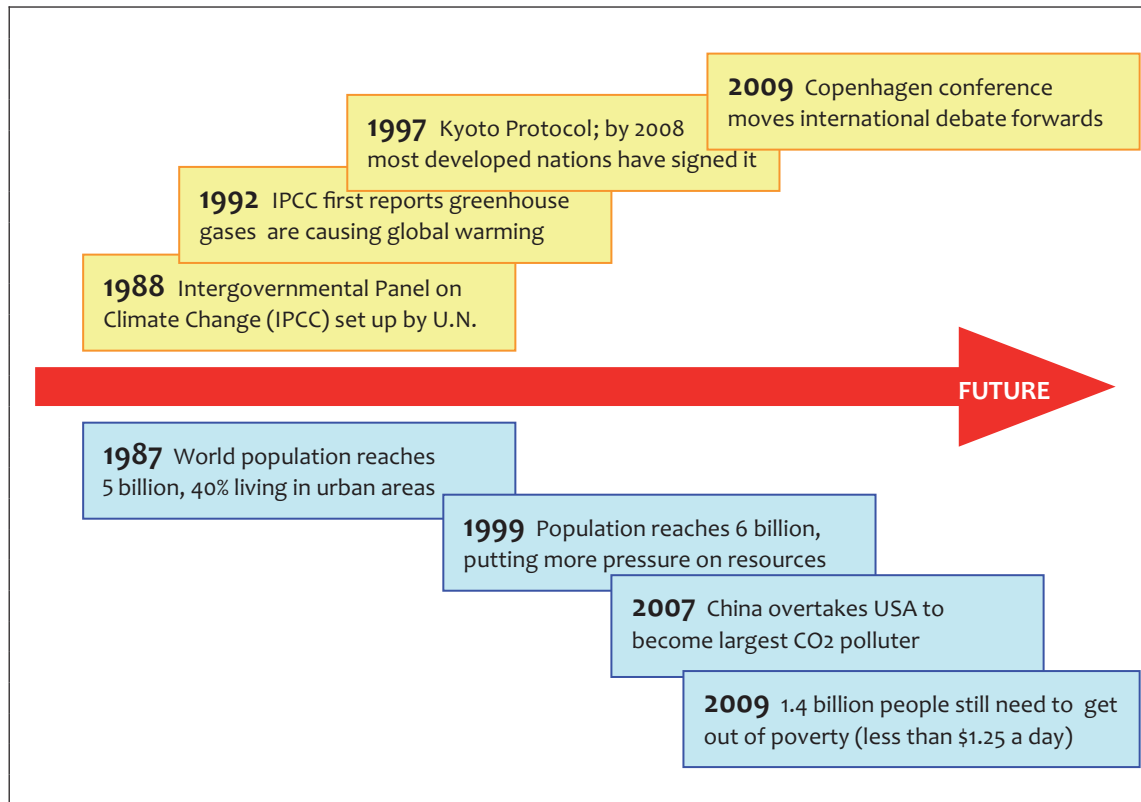 2009 Copenhagen conference
moves international debate forwards
1997 Kyoto Protocol; by 2008
most developed nations have signed it
1992 IPCC first reports greenhouse
gases are causing global warming
1988 Intergovernmental Panel on
Climate Change (IPCC) set up by U.N.
FUTURE
1987 World population reaches
5 billion, 40% living in urban areas
1999 Population reaches 6 billion,
putting more pressure on resources
2007 China overtakes USA to
become largest CO2 polluter
2009 1.4 billion people still need to get
out of poverty (less than $1.25 a day)